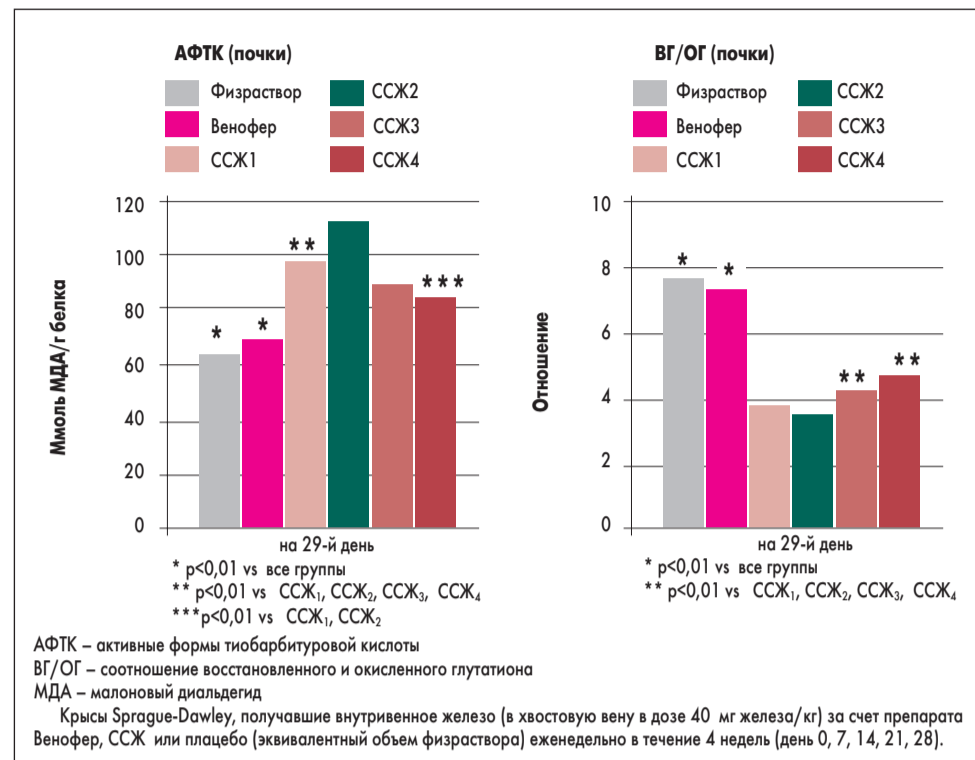 АФТК (почки)
Физраствор
Венофер
ССЖ1
ССЖ2
ССЖ3
ССЖ4
Ммоль МДА/г белка
120
100
80
60
40
20
0
*
*
**
***
на 29-й день
* p<0,01 vs все группы
** p<0,01 vs ССЖ₁, ССЖ₂, ССЖ₃, ССЖ₄
***p<0,01 vs ССЖ₁, ССЖ₂
ВГ/ОГ (почки)
Физраствор
Венофер
ССЖ1
ССЖ2
ССЖ3
ССЖ4
Отношение
10
8
6
4
2
0
*
*
**
**
на 29-й день
* p<0,01 vs все группы
** p<0,01 vs ССЖ₁, ССЖ₂, ССЖ₃, ССЖ₄
АФТК – активные формы тиобарбитуровой кислоты
ВГ/ОГ – соотношение восстановленного и окисленного глутатиона
МДА – малоновый диальдегид
Крысы Sprague-Dawley, получавшие внутривенное железо (в хвостовую вену в дозе 40 мг железа/кг) за счет препарата
Венофер, ССЖ или плацебо (эквивалентный объем физраствора) еженедельно в течение 4 недель (день 0, 7, 14, 21, 28).